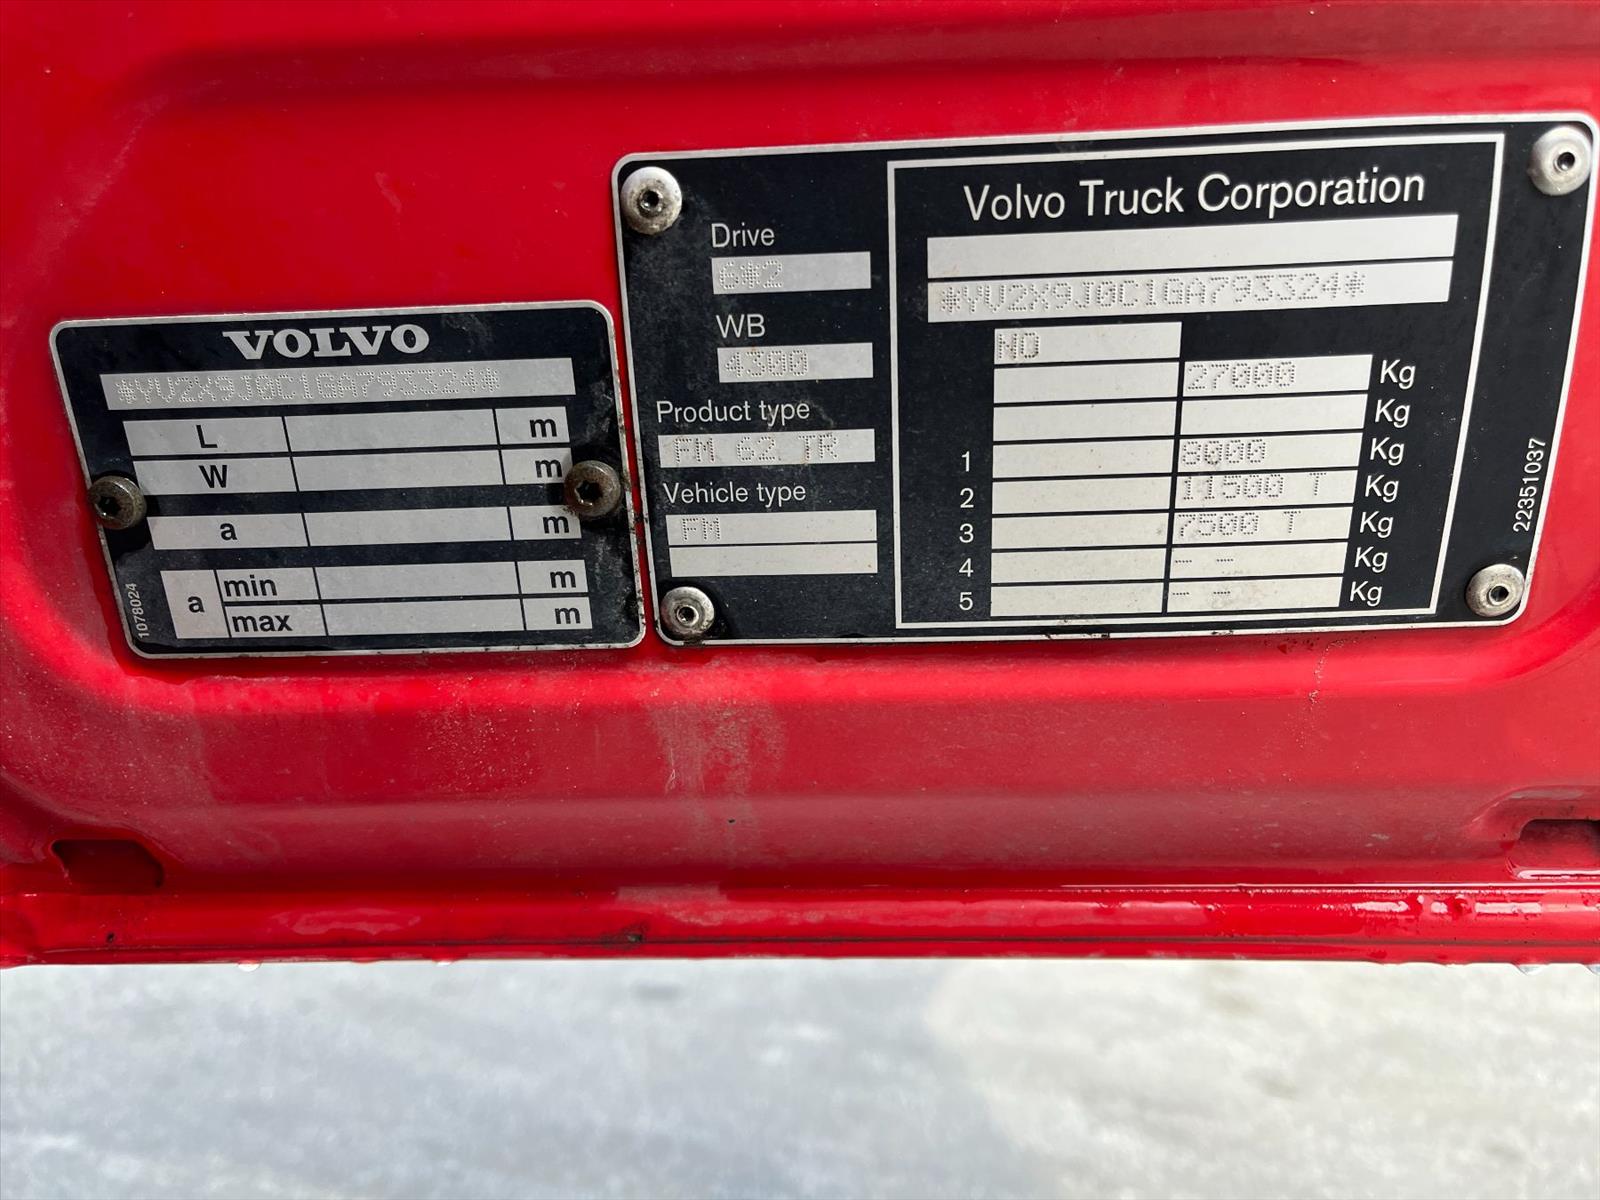 VOLVO
*YV2X9J0C1GA793324*
L m
W m
a m
a min m
max m
1078024
Drive
6*2
WB
4300
Product type
FM 62 TR
Vehicle type
FM
Volvo Truck Corporation
*YV2X9J0C1GA793324*
NO
27000 Kg
Kg
1 8000 Kg
2 11500 T Kg
3 7500 T Kg
4 -- -- Kg
5 -- -- Kg
22351037